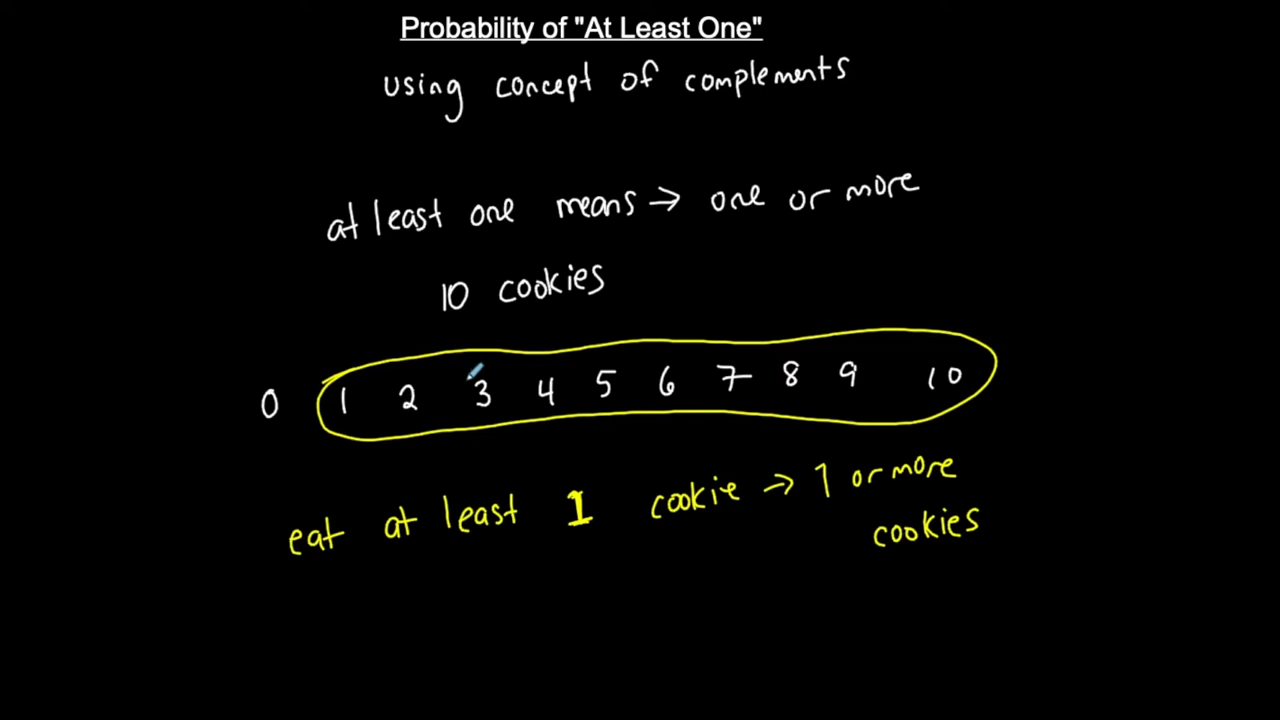 Probability of "At Least One"
using concept of complements
at least one means → one or more
10 cookies
0 1 2 3 4 5 6 7 8 9 10
eat at least 1 cookie → 1 or more
cookies